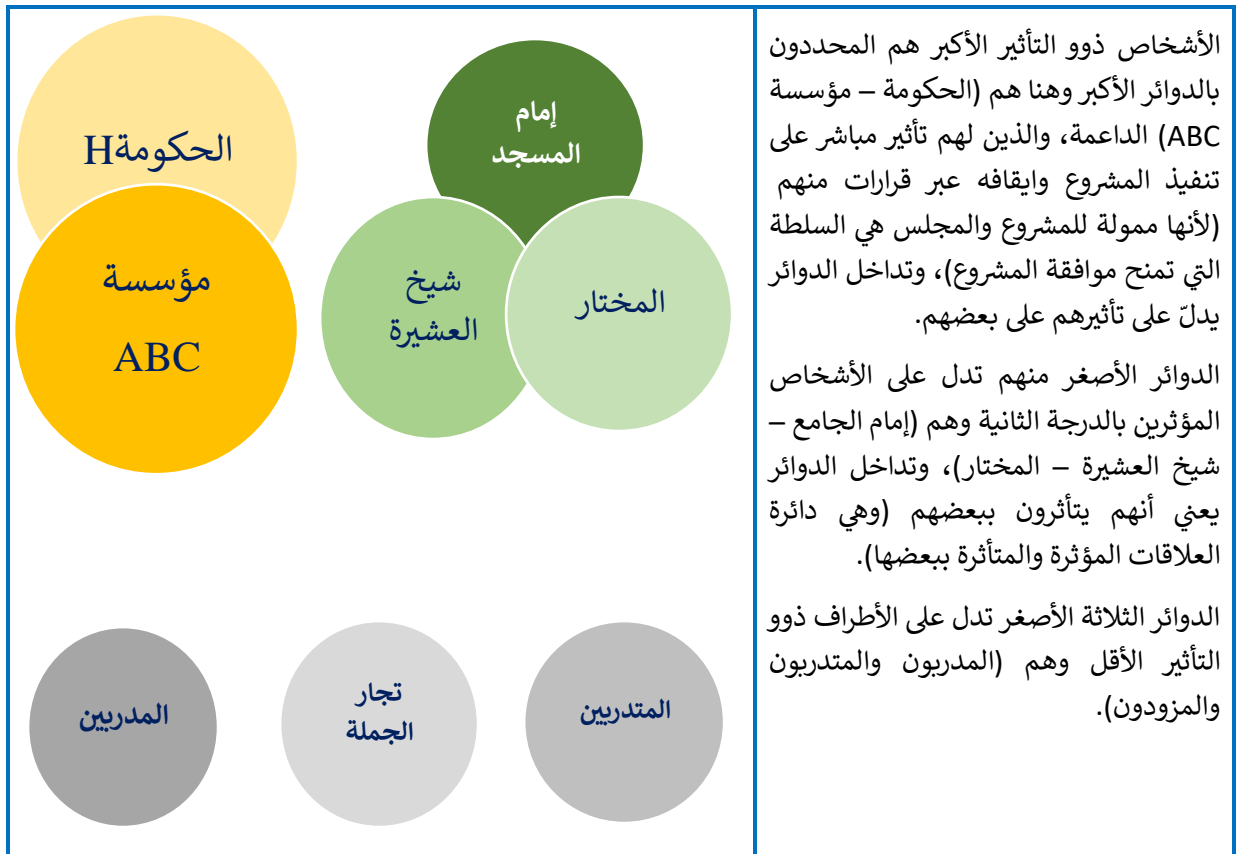 الأشخاص ذوو التأثير الأكبر هم المحددون
بالدوائر الأكبر وهنا هم (الحكومة – مؤسسة
ABC) الداعمة، والذين لهم تأثير مباشر على
تنفيذ المشروع وايقافه عبر قرارات منهم
(لأنها ممولة للمشروع والمجلس هي السلطة
التي تمنح موافقة المشروع)، وتداخل الدوائر
يدلّ على تأثيرهم على بعضهم.
الدوائر الأصغر منهم تدل على الأشخاص
المؤثرين بالدرجة الثانية وهم (إمام الجامع –
شيخ العشيرة – المختار)، وتداخل الدوائر
يعني أنهم يتأثرون ببعضهم (وهي دائرة
العلاقات المؤثرة والمتأثرة ببعضها).
الدوائر الثلاثة الأصغر تدل على الأطراف ذوو
التأثير الأقل وهم (المدربون والمتدربون
والمزودون).
إمام
المسجد
المختار
شيخ
العشيرة
الحكومةH
مؤسسة
ABC
المتدربين
تجار
الجملة
المدربين